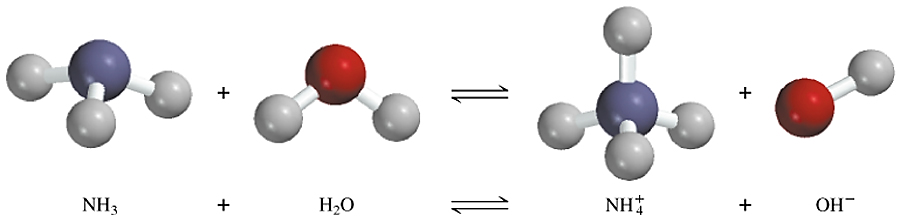 + ⇌ +
NH₃ + H₂O ⇌ NH₄⁺ + OH⁻